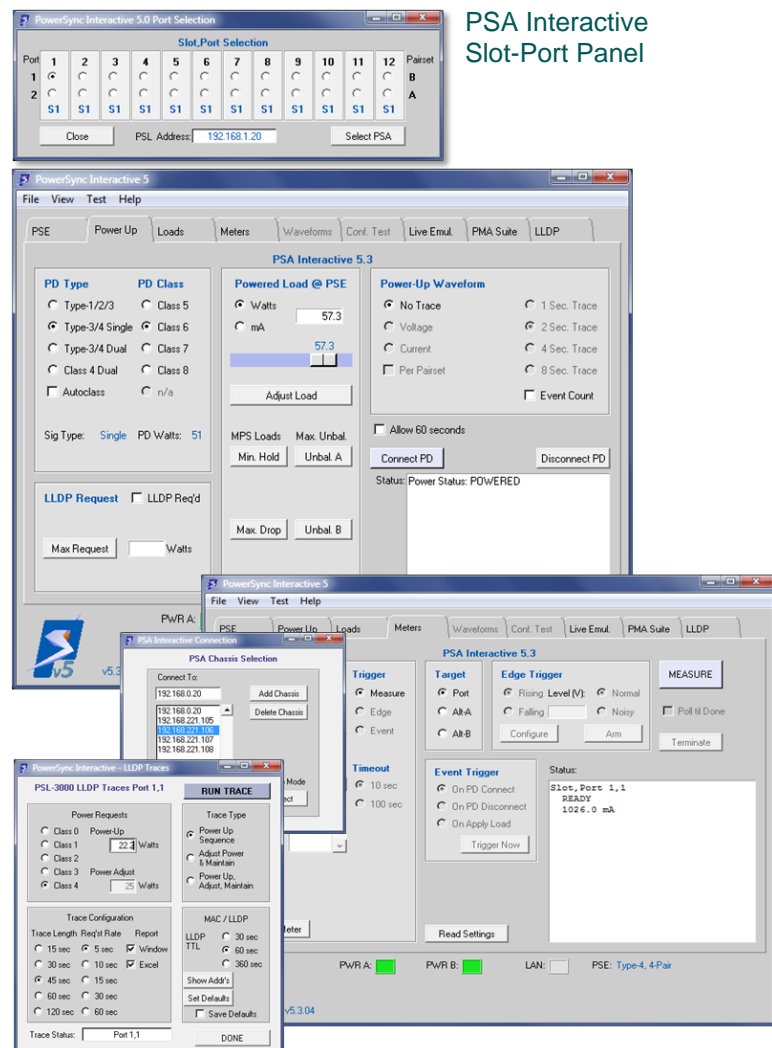 PSA Interactive
Slot-Port Panel
PowerSync Interactive 5.0 Port Selection
Slot,Port Selection
Port 1 2 3 4 5 6 7 8 9 10 11 12 Pairset
1 B
2 A
S1 S1 S1 S1 S1 S1 S1 S1 S1 S1 S1 S1
Close PSL Address: 192.168.1.20 Select PSA
PowerSync Interactive 5
File View Test Help
PSE Power Up Loads Meters Waveforms Conf. Test Live Emul. PMA Suite LLDP
PSA Interactive 5.3
PD Type PD Class Powered Load @ PSE Power-Up Waveform
Type-1/2/3 Class 5 Watts 57.3 No Trace 1 Sec. Trace
Type-3/4 Single Class 6 mA Voltage 2 Sec. Trace
Type-3/4 Dual Class 7 57.3 Current 4 Sec. Trace
Class 4 Dual Class 8 Per Pairset 8 Sec. Trace
Autoclass n/a Adjust Load Event Count
Allow 60 seconds
Sig Type: Single PD Watts: 51 MPS Loads Max. Unbal.
Min. Hold Unbal. A Connect PD Disconnect PD
Status: Power Status: POWERED
LLDP Request LLDP Req'd
Max. Drop Unbal. B
Max Request Watts
PWR A:
v5 v5.3
PowerSync Interactive 5
File View Test Help
PSE Power Up Loads Meters Waveforms Conf. Test Live Emul. PMA Suite LLDP
PSA Interactive 5.3
Trigger Target Edge Trigger MEASURE
Measure Port Rising Level (V): Normal
Edge Alt-A Falling Noisy Poll til Done
Event Alt-B Configure Arm Terminate
Timeout Event Trigger Status:
10 sec On PD Connect Slot,Port 1,1
100 sec On PD Disconnect READY
On Apply Load 1026.0 mA
Trigger Now
Meter Read Settings
PWR A: PWR B: LAN: PSE: Type-4, 4-Pair
v5.3.04
PSA Interactive Connection
PSA Chassis Selection
Connect To:
192.168.0.20 Add Chassis
192.168.0.20 Delete Chassis
192.168.221.105
192.168.221.106
192.168.221.107
192.168.221.108
Mode
PowerSync Interactive - LLDP Traces
PSL-3000 LLDP Traces Port 1,1 RUN TRACE
Power Requests Trace Type
Class 0 Power-Up Power Up Sequence
Class 1 22.2 Watts
Class 2 Adjust Power & Maintain
Class 3 Power Adjust Power Up, Adjust, Maintain
Class 4 25 Watts
Trace Configuration MAC / LLDP
Trace Length Req'st Rate Report LLDP TTL 30 sec
15 sec 5 sec Window 60 sec
30 sec 10 sec Excel 360 sec
45 sec 15 sec Show Addr's
60 sec 30 sec Set Defaults
120 sec 60 sec Save Defaults
Trace Status: Port 1,1 DONE